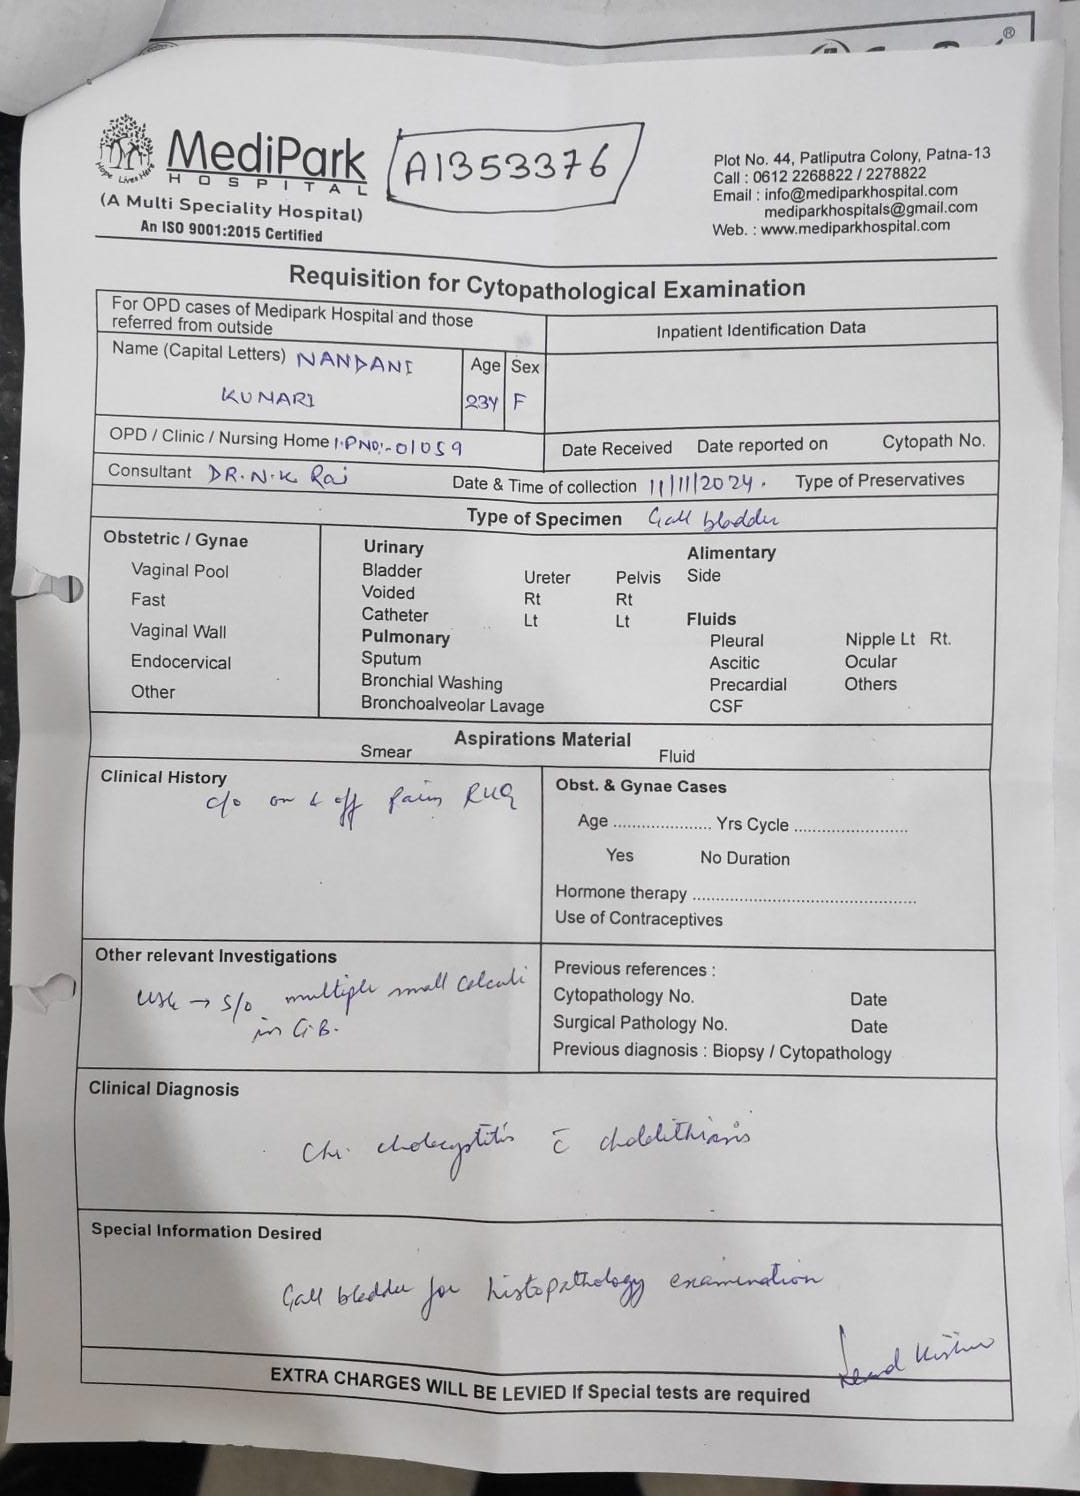 MediPark
HOSPITAL
Hope Lives Here
(A Multi Speciality Hospital)
An ISO 9001:2015 Certified
A1353376
Plot No. 44, Patliputra Colony, Patna-13
Call : 0612 2268822 / 2278822
Email : info@mediparkhospital.com
mediparkhospitals@gmail.com
Web. : www.mediparkhospital.com
Requisition for Cytopathological Examination
For OPD cases of Medipark Hospital and those
referred from outside
Inpatient Identification Data
Name (Capital Letters) NANDANI
KUMARI
Age Sex
23Y F
OPD / Clinic / Nursing Home I.P NO:-01059
Date Received Date reported on Cytopath No.
Consultant DR. N.K. Rai
Date & Time of collection 11/11/2024. Type of Preservatives
Type of Specimen Gall bladder
Obstetric / Gynae
Vaginal Pool
Fast
Vaginal Wall
Endocervical
Other
Urinary
Bladder Ureter Pelvis
Voided Rt Rt
Catheter Lt Lt
Pulmonary
Sputum
Bronchial Washing
Bronchoalveolar Lavage
Alimentary
Side
Fluids
Pleural Nipple Lt Rt.
Ascitic Ocular
Precardial Others
CSF
Aspirations Material
Smear Fluid
Clinical History
c/o on & off pain RUQ
Obst. & Gynae Cases
Age .................... Yrs Cycle .......................
Yes No Duration
Hormone therapy .............................................
Use of Contraceptives
Other relevant Investigations
USG → S/o multiple small calculi
in G.B.
Previous references :
Cytopathology No. Date
Surgical Pathology No. Date
Previous diagnosis : Biopsy / Cytopathology
Clinical Diagnosis
Chr. cholecystitis c̄ cholelithiasis
Special Information Desired
Gall bladder for histopathology examination
EXTRA CHARGES WILL BE LEVIED If Special tests are required